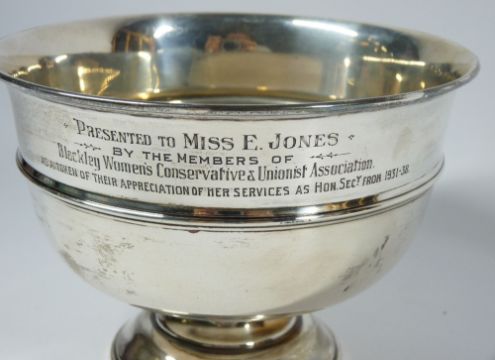 PRESENTED TO MISS E. JONES
BY THE MEMBERS OF
Blackley Women's Conservative & Unionist Association.
AS A TOKEN OF THEIR APPRECIATION OF HER SERVICES AS HON. SECY FROM 1931-38.